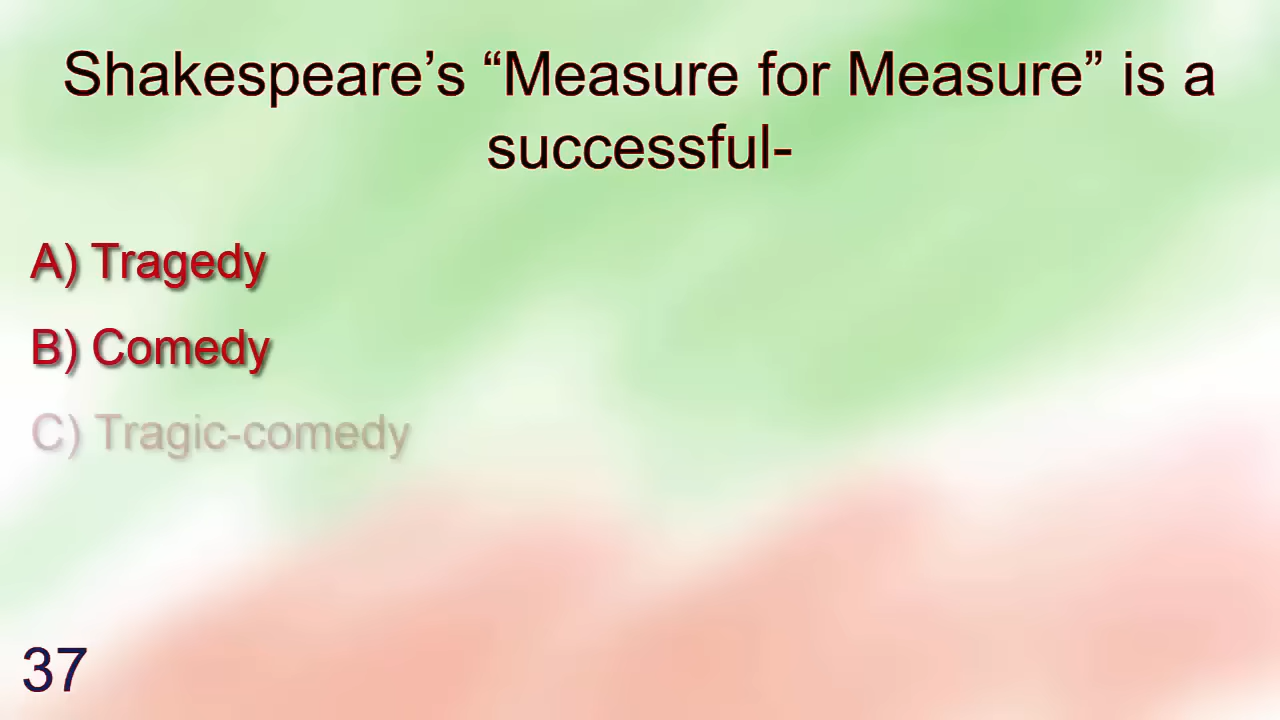 Shakespeare’s “Measure for Measure” is a
successful-
A) Tragedy
B) Comedy
C) Tragic-comedy
37